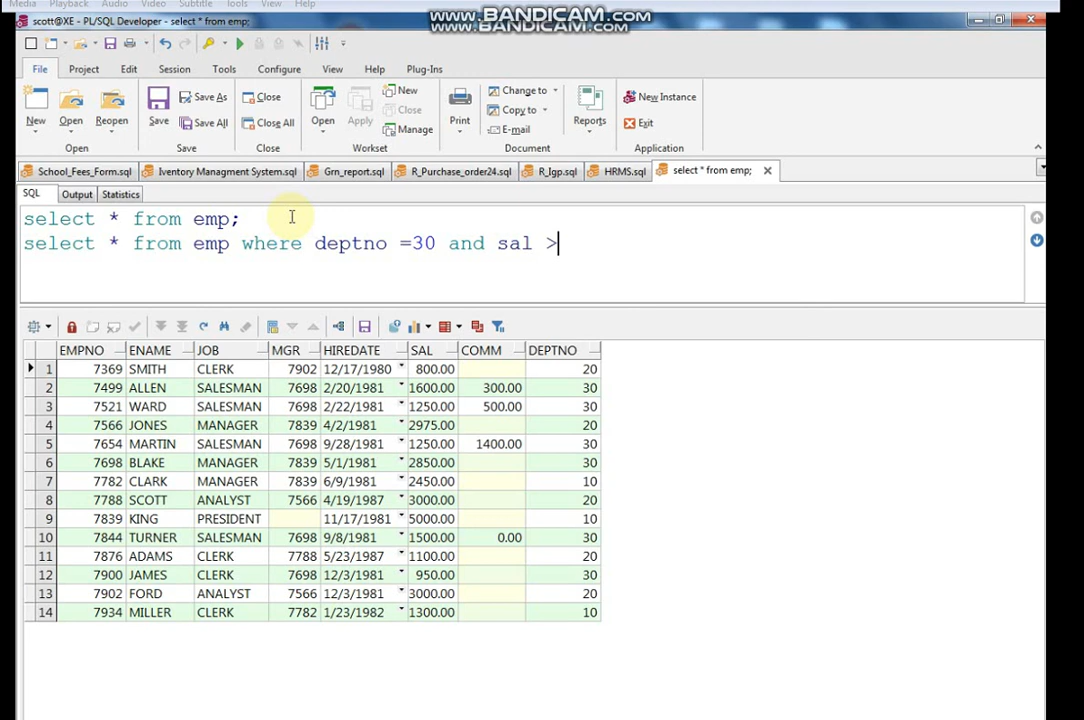 Media Playback Audio Video Subtitle Tools View Help
www.BANDICAM.com
www.BANDICAM.com
scott@XE - PL/SQL Developer - select * from emp;
File Project Edit Session Tools Configure View Help Plug-Ins
New Open Reopen Save Save As Save All Close Close All Open Apply New Close Manage Print Change to Copy to E-mail Reports New Instance Exit
Open Save Close Workset Document Application
School_Fees_Form.sql Iventory Managment System.sql Grn_report.sql R_Purchase_order24.sql R_Igp.sql HRMS.sql select * from emp;
SQL Output Statistics
select * from emp;
select * from emp where deptno =30 and sal >
EMPNO ENAME JOB MGR HIREDATE SAL COMM DEPTNO
1 7369 SMITH CLERK 7902 12/17/1980 800.00 20
2 7499 ALLEN SALESMAN 7698 2/20/1981 1600.00 300.00 30
3 7521 WARD SALESMAN 7698 2/22/1981 1250.00 500.00 30
4 7566 JONES MANAGER 7839 4/2/1981 2975.00 20
5 7654 MARTIN SALESMAN 7698 9/28/1981 1250.00 1400.00 30
6 7698 BLAKE MANAGER 7839 5/1/1981 2850.00 30
7 7782 CLARK MANAGER 7839 6/9/1981 2450.00 10
8 7788 SCOTT ANALYST 7566 4/19/1987 3000.00 20
9 7839 KING PRESIDENT 11/17/1981 5000.00 10
10 7844 TURNER SALESMAN 7698 9/8/1981 1500.00 0.00 30
11 7876 ADAMS CLERK 7788 5/23/1987 1100.00 20
12 7900 JAMES CLERK 7698 12/3/1981 950.00 30
13 7902 FORD ANALYST 7566 12/3/1981 3000.00 20
14 7934 MILLER CLERK 7782 1/23/1982 1300.00 10